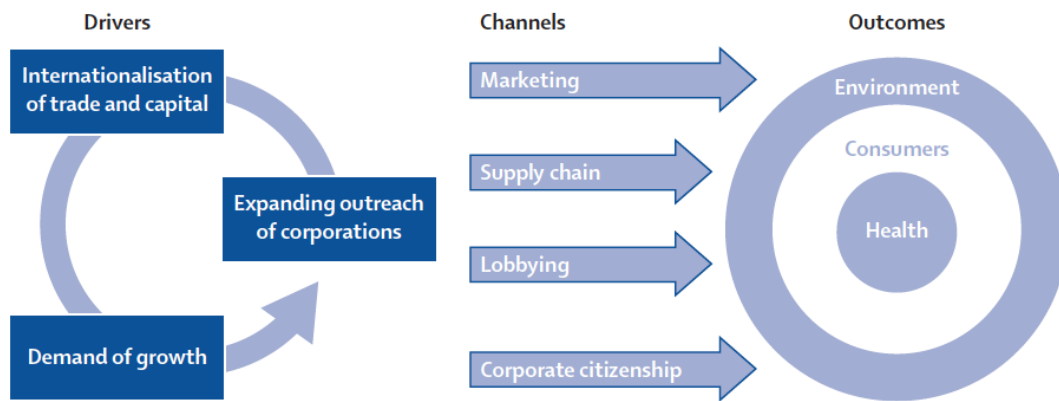 Drivers
Internationalisation
of trade and capital
Expanding outreach
of corporations
Demand of growth
Channels
Marketing
Supply chain
Lobbying
Corporate citizenship
Outcomes
Environment
Consumers
Health